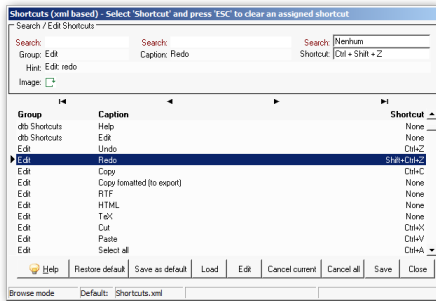 Shortcuts (xml based) - Select 'Shortcut' and press 'ESC' to clear an assigned shortcut
Search / Edit Shortcuts
Search: Search: Search: Nenhum
Group: Edit Caption: Redo Shortcut: Ctrl + Shift + Z
Hint: Edit: redo
Image:
Group Caption Shortcut
dtb Shortcuts Help None
dtb Shortcuts Edit None
Edit Undo Ctrl+Z
Edit Redo Shift+Ctrl+Z
Edit Copy Ctrl+C
Edit Copy fomatted (to export) None
Edit RTF None
Edit HTML None
Edit TeX None
Edit Cut Ctrl+X
Edit Paste Ctrl+V
Edit Select all Ctrl+A
Help Restore default Save as default Load Edit Cancel current Cancel all Save Close
Browse mode Default: Shortcuts.xml